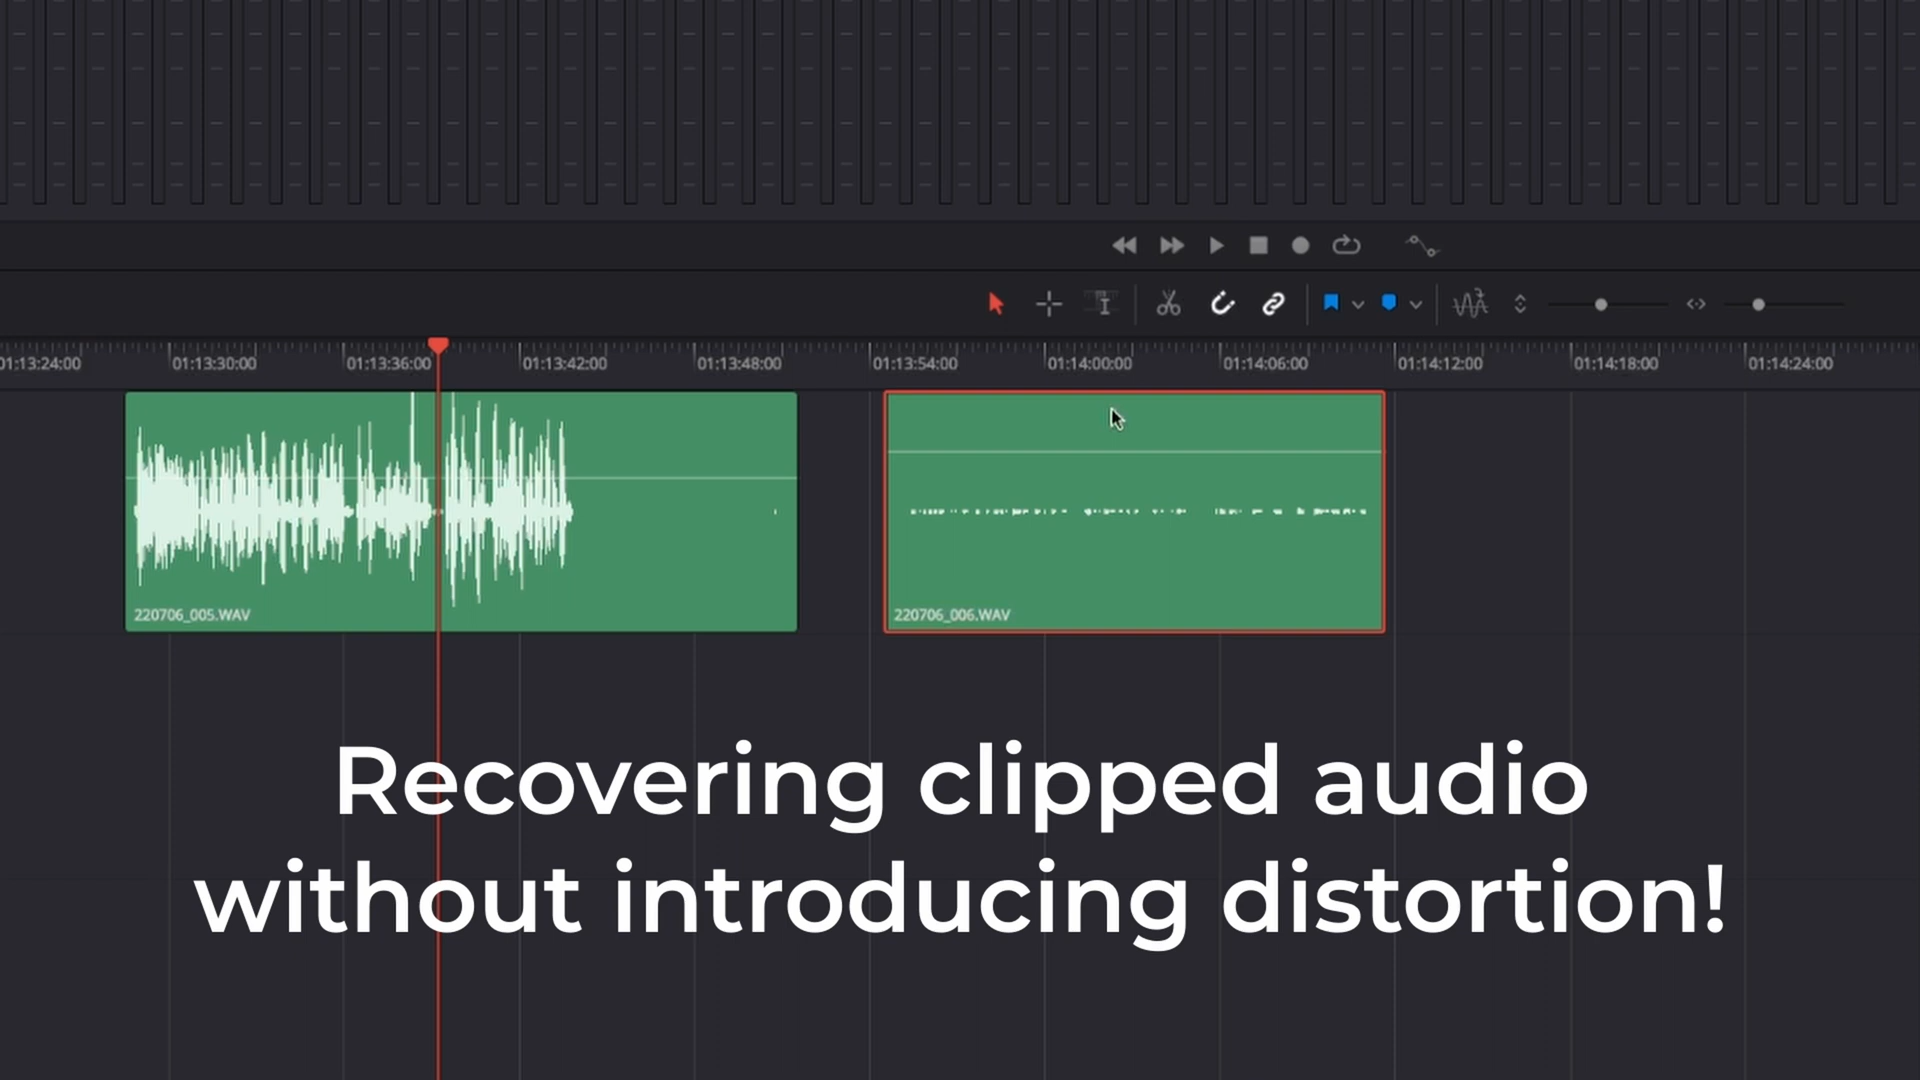 01:13:24:00 01:13:30:00 01:13:36:00 01:13:42:00 01:13:48:00 01:13:54:00 01:14:00:00 01:14:06:00 01:14:12:00 01:14:18:00 01:14:24:00
220706_005.WAV 220706_006.WAV
Recovering clipped audio
without introducing distortion!